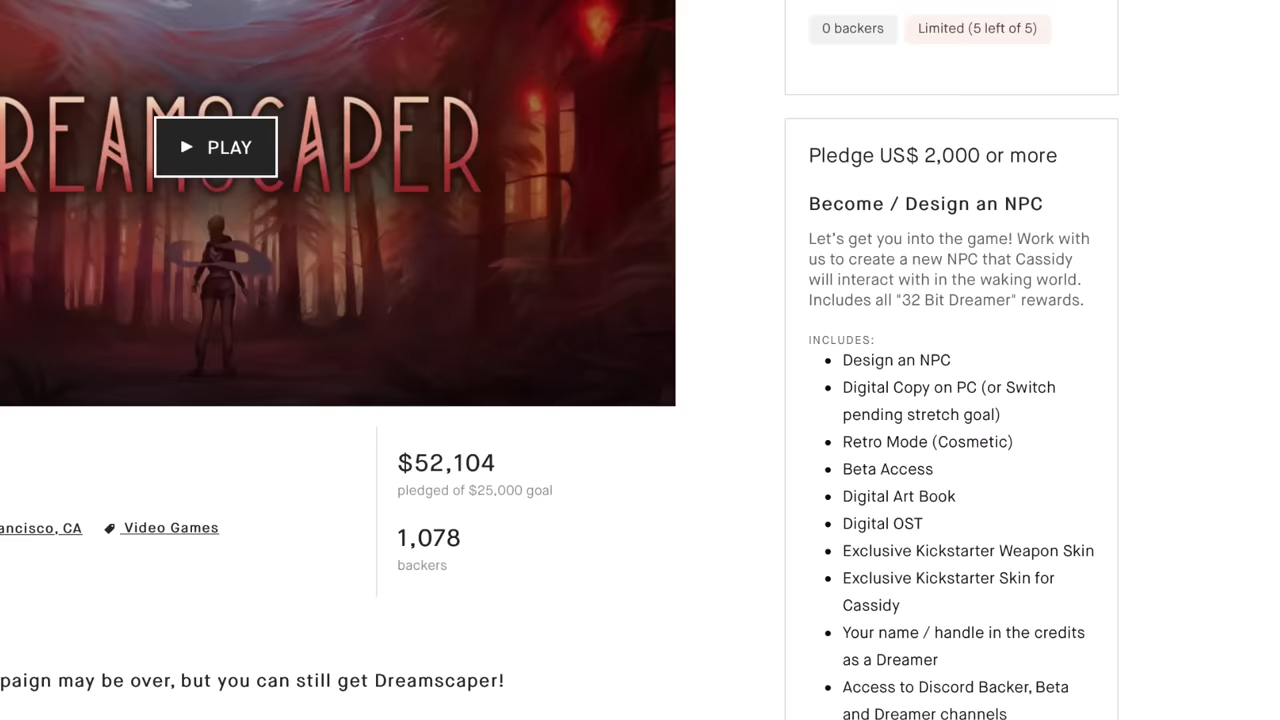 REAMSCAPER
PLAY
$52,104
pledged of $25,000 goal
1,078
backers
ancisco, CA
Video Games
paign may be over, but you can still get Dreamscaper!
0 backers
Limited (5 left of 5)
Pledge US$ 2,000 or more
Become / Design an NPC
Let's get you into the game! Work with
us to create a new NPC that Cassidy
will interact with in the waking world.
Includes all "32 Bit Dreamer" rewards.
INCLUDES:
Design an NPC
Digital Copy on PC (or Switch
pending stretch goal)
Retro Mode (Cosmetic)
Beta Access
Digital Art Book
Digital OST
Exclusive Kickstarter Weapon Skin
Exclusive Kickstarter Skin for
Cassidy
Your name / handle in the credits
as a Dreamer
Access to Discord Backer, Beta
and Dreamer channels